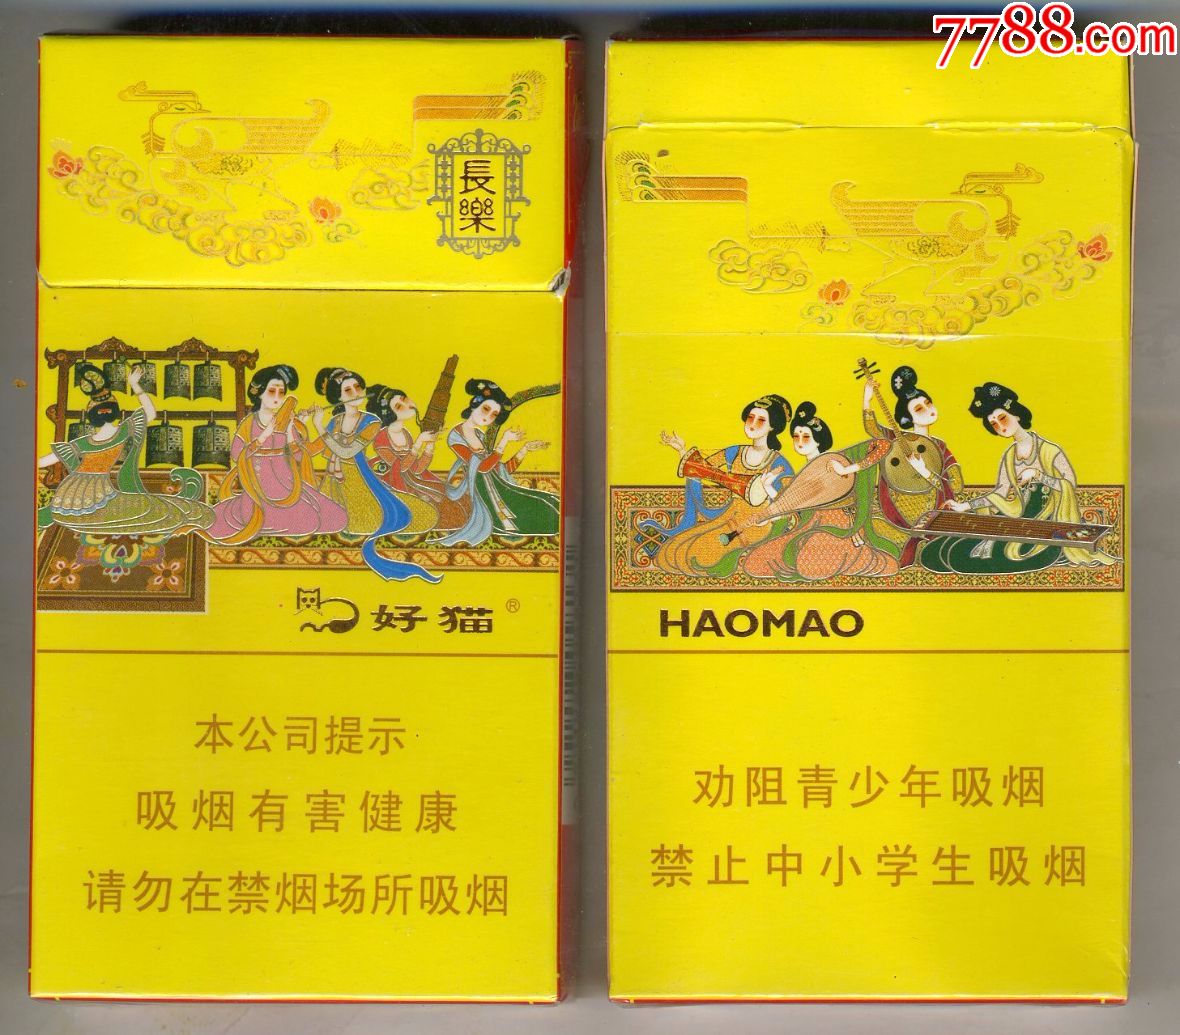 7788.com
長樂
好猫®
本公司提示
吸烟有害健康
请勿在禁烟场所吸烟
HAOMAO
劝阻青少年吸烟
禁止中小学生吸烟